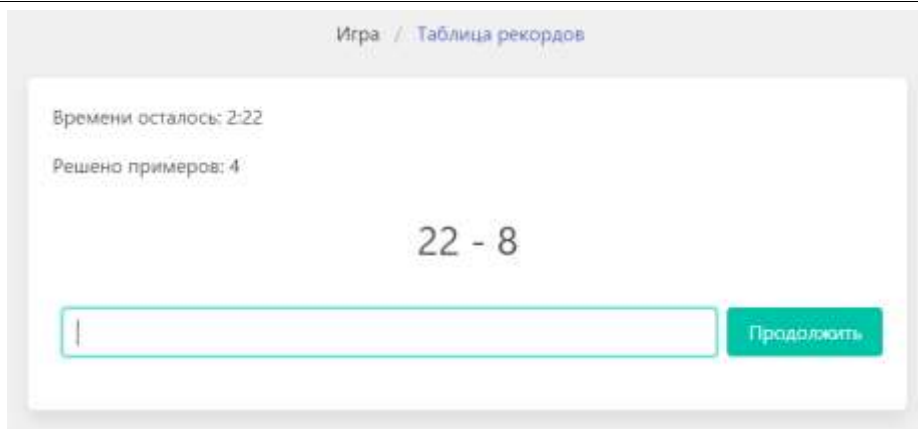 Игра / Таблица рекордов
Времени осталось: 2:22
Решено примеров: 4
22 - 8
Продолжить